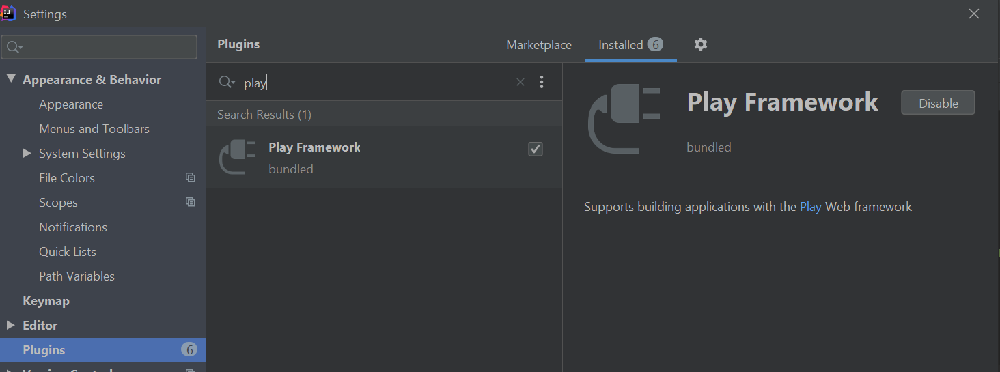 IJ
Settings
Plugins
Marketplace
Installed 6
Appearance & Behavior
Appearance
Menus and Toolbars
System Settings
File Colors
Scopes
Notifications
Quick Lists
Path Variables
Keymap
Editor
Plugins 6
play
Search Results (1)
Play Framework
bundled
Play Framework
Disable
bundled
Supports building applications with the Play Web framework